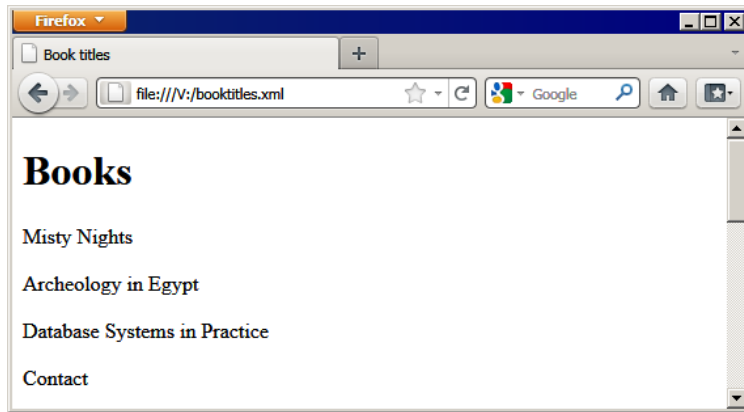 Firefox
Book titles
file:///V:/booktitles.xml
Google
Books
Misty Nights
Archeology in Egypt
Database Systems in Practice
Contact